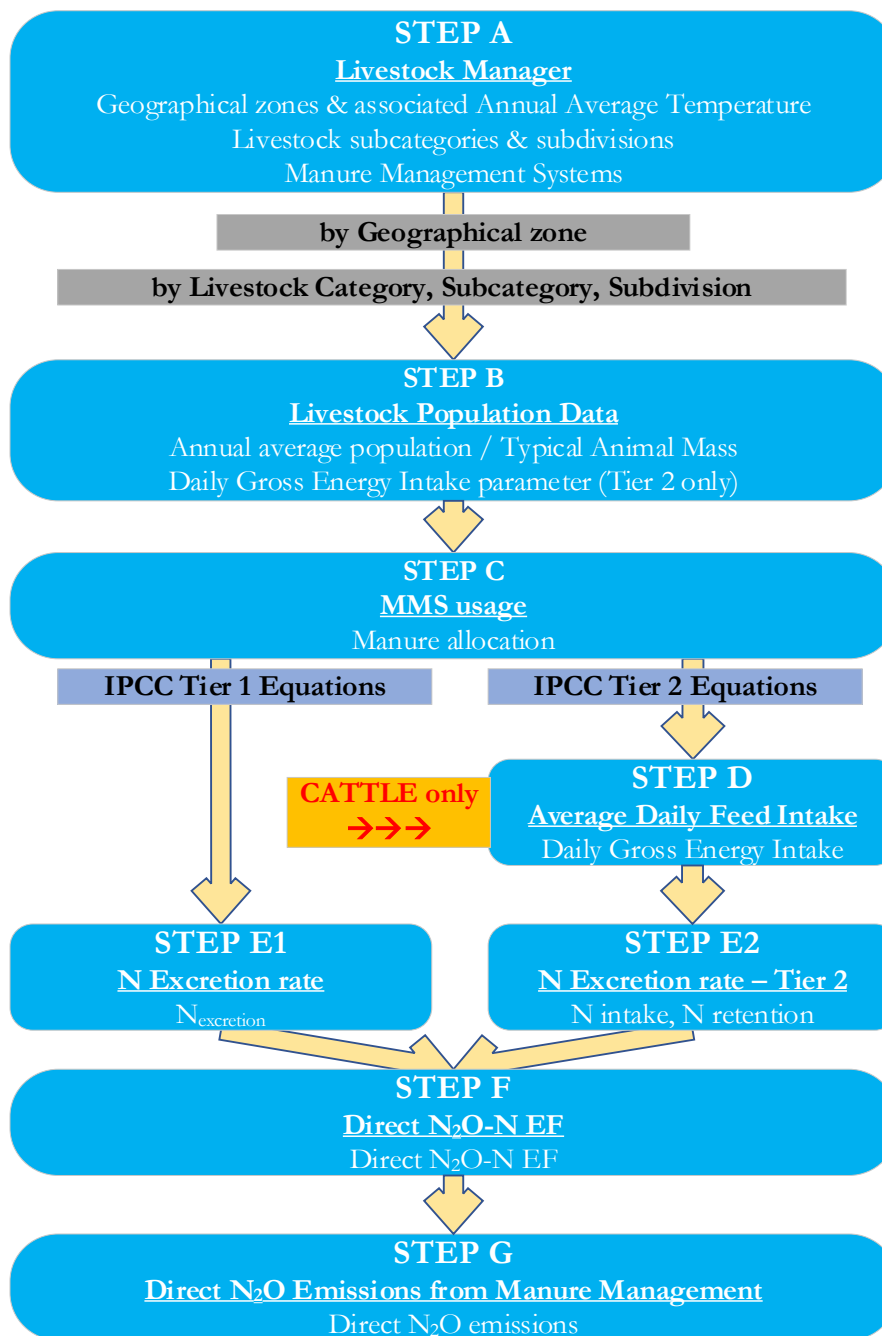 STEP A
Livestock Manager
Geographical zones & associated Annual Average Temperature
Livestock subcategories & subdivisions
Manure Management Systems
by Geographical zone
by Livestock Category, Subcategory, Subdivision
STEP B
Livestock Population Data
Annual average population / Typical Animal Mass
Daily Gross Energy Intake parameter (Tier 2 only)
STEP C
MMS usage
Manure allocation
IPCC Tier 1 Equations
IPCC Tier 2 Equations
CATTLE only
→→→
STEP D
Average Daily Feed Intake
Daily Gross Energy Intake
STEP E1
N Excretion rate
Nexcretion
STEP E2
N Excretion rate – Tier 2
N intake, N retention
STEP F
Direct N₂O-N EF
Direct N₂O-N EF
STEP G
Direct N₂O Emissions from Manure Management
Direct N₂O emissions